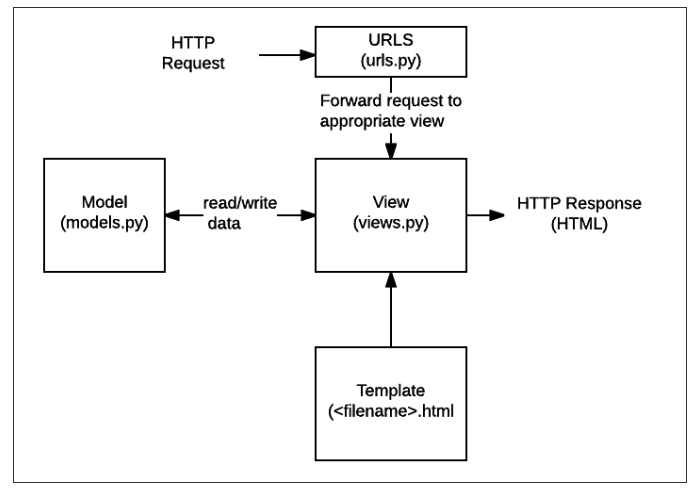 HTTP
Request
URLS
(urls.py)
Forward request to
appropriate view
Model
(models.py)
read/write
data
View
(views.py)
HTTP Response
(HTML)
Template
(<filename>.html